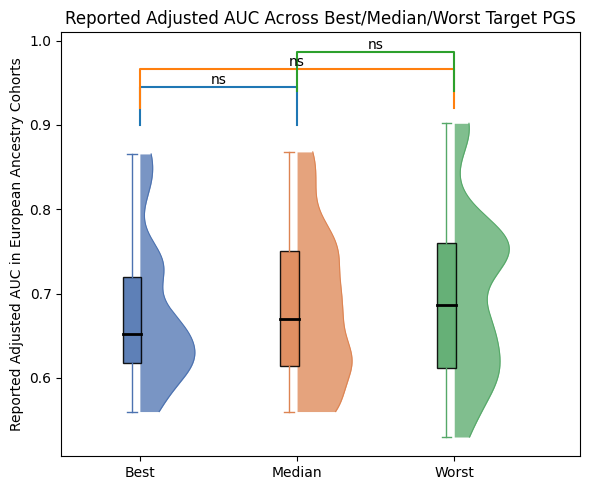 Reported Adjusted AUC Across Best/Median/Worst Target PGS
Reported Adjusted AUC in European Ancestry Cohorts
1.0
0.9
0.8
0.7
0.6
ns
ns
ns
Best
Median
Worst